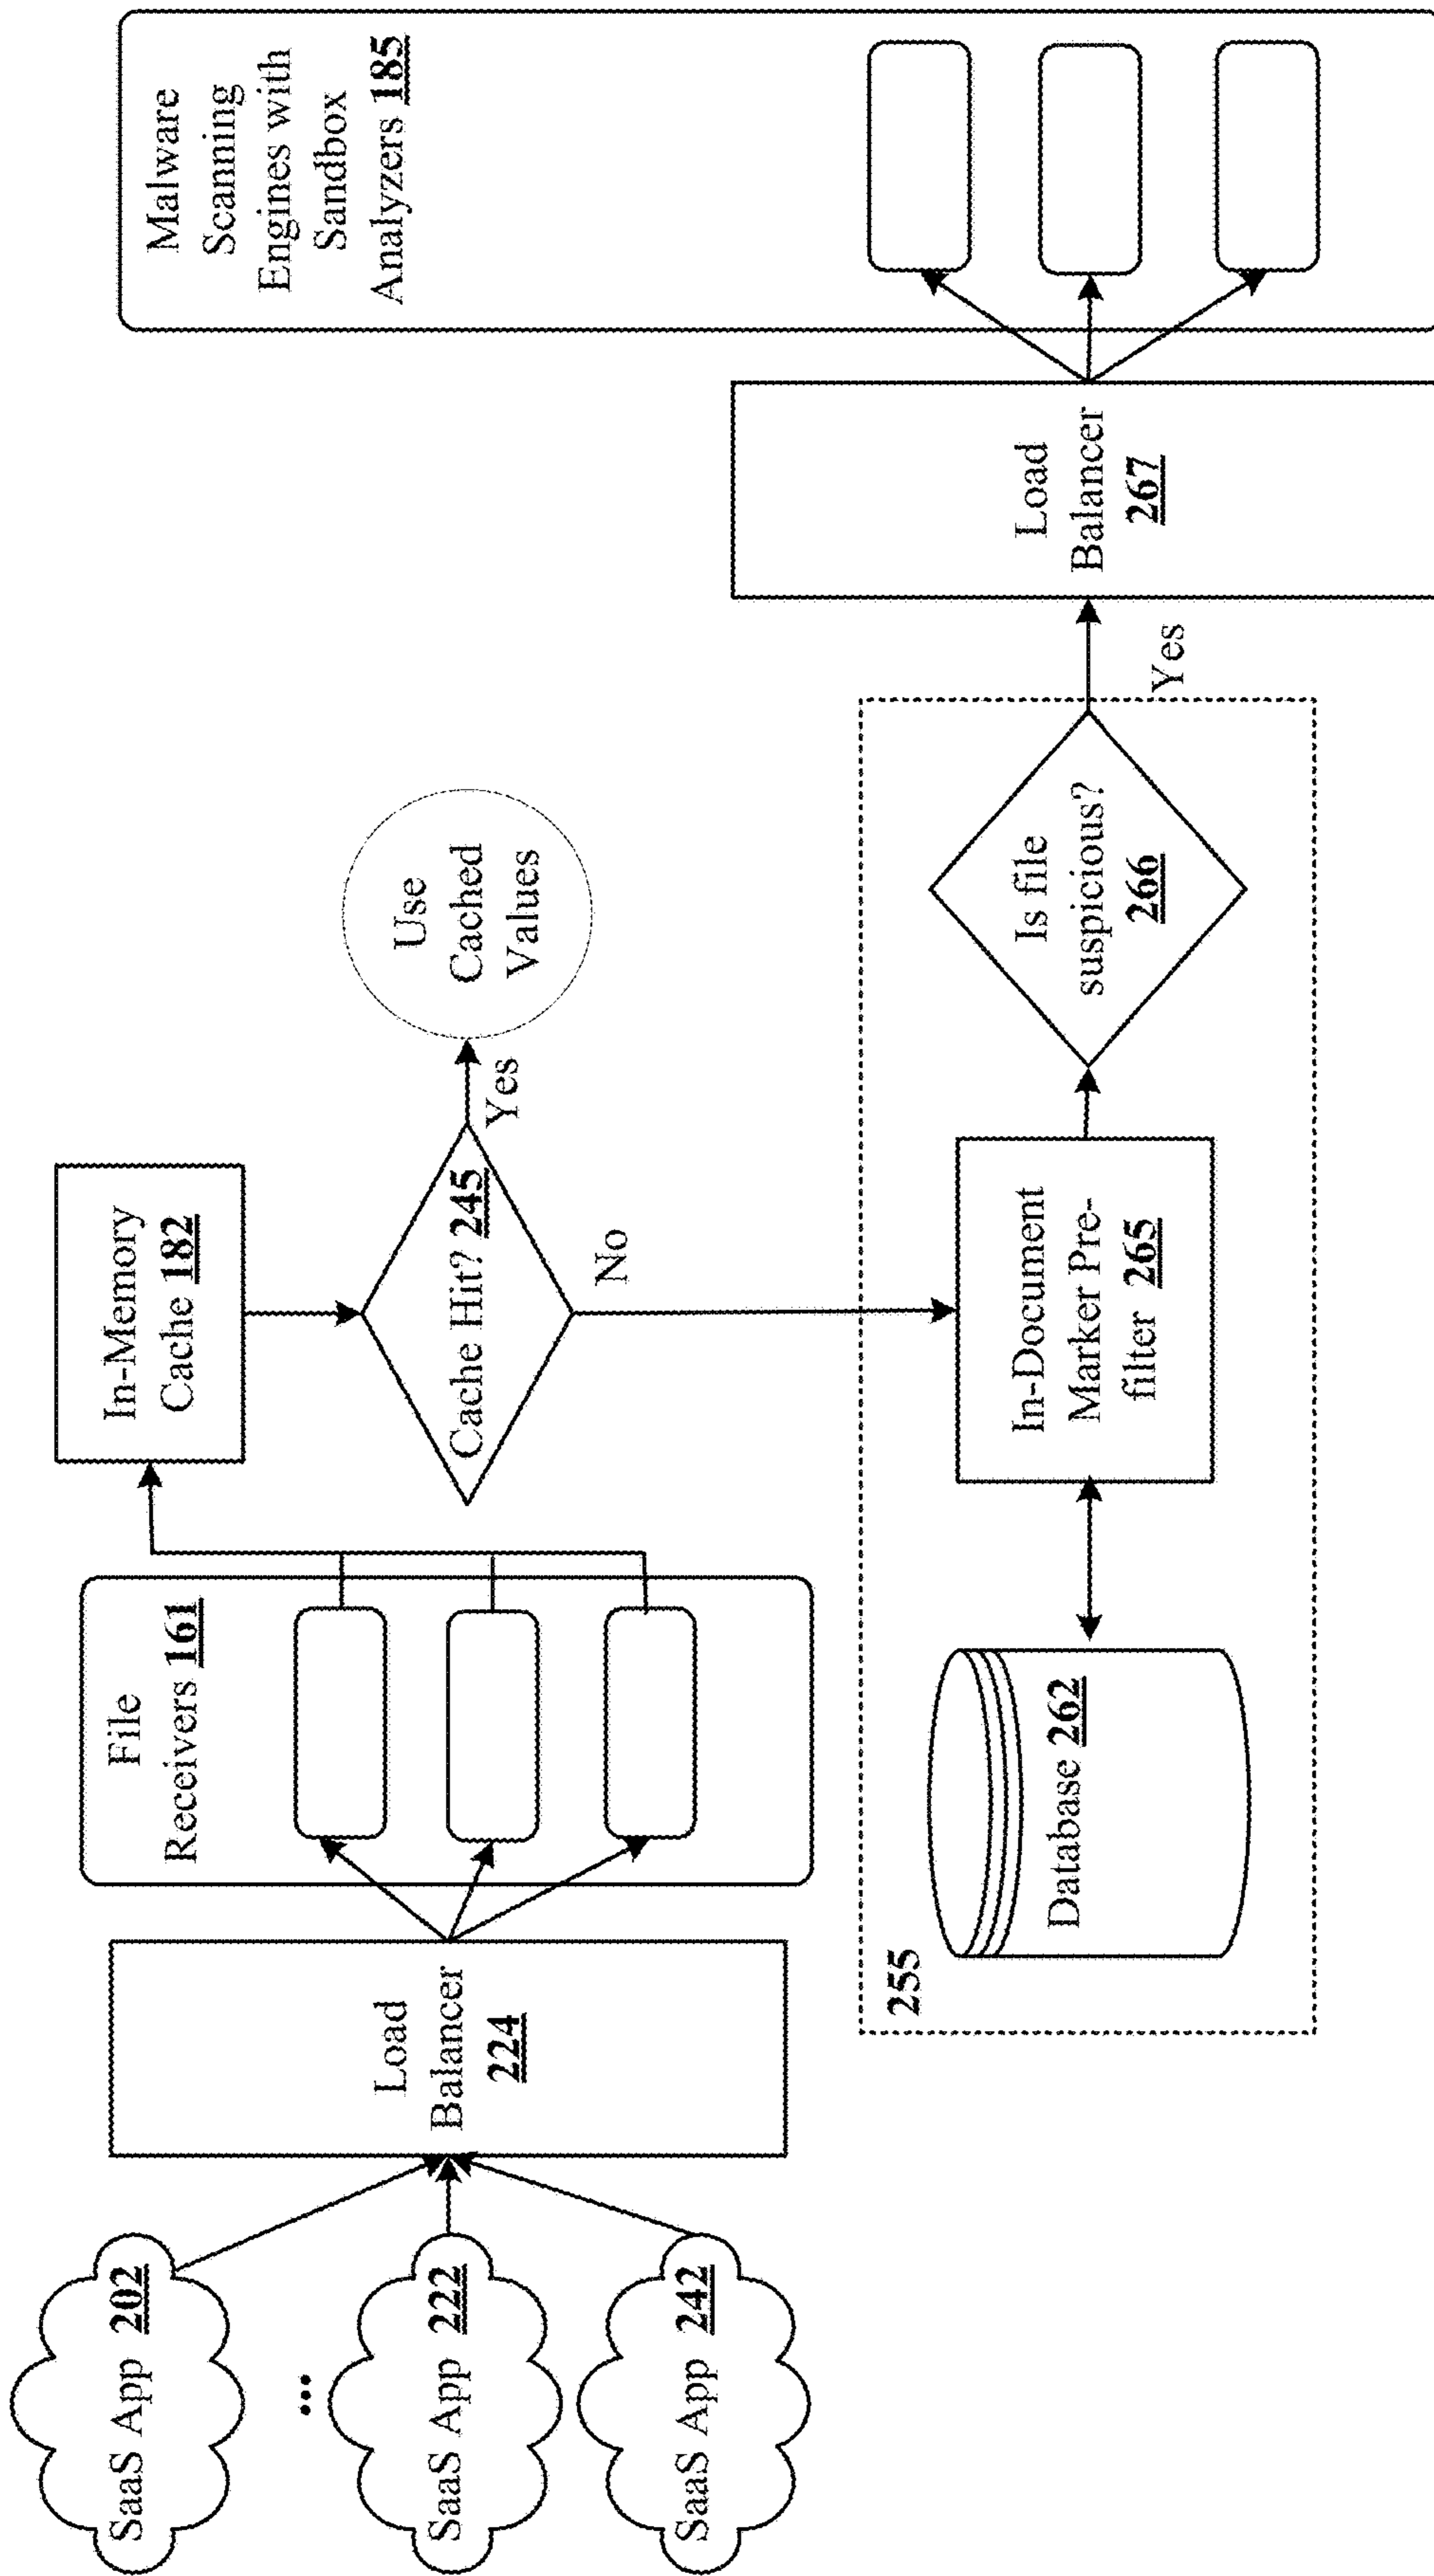 SaaS App 202
...
SaaS App 222
SaaS App 242
Load
Balancer
224
File
Receivers 161
In-Memory
Cache 182
Cache Hit? 245
Yes
No
Use
Cached
Values
255
Database 262
In-Document
Marker Pre-
filter 265
Is file
suspicious?
266
Yes
Load
Balancer
267
Malware
Scanning
Engines with
Sandbox
Analyzers 185